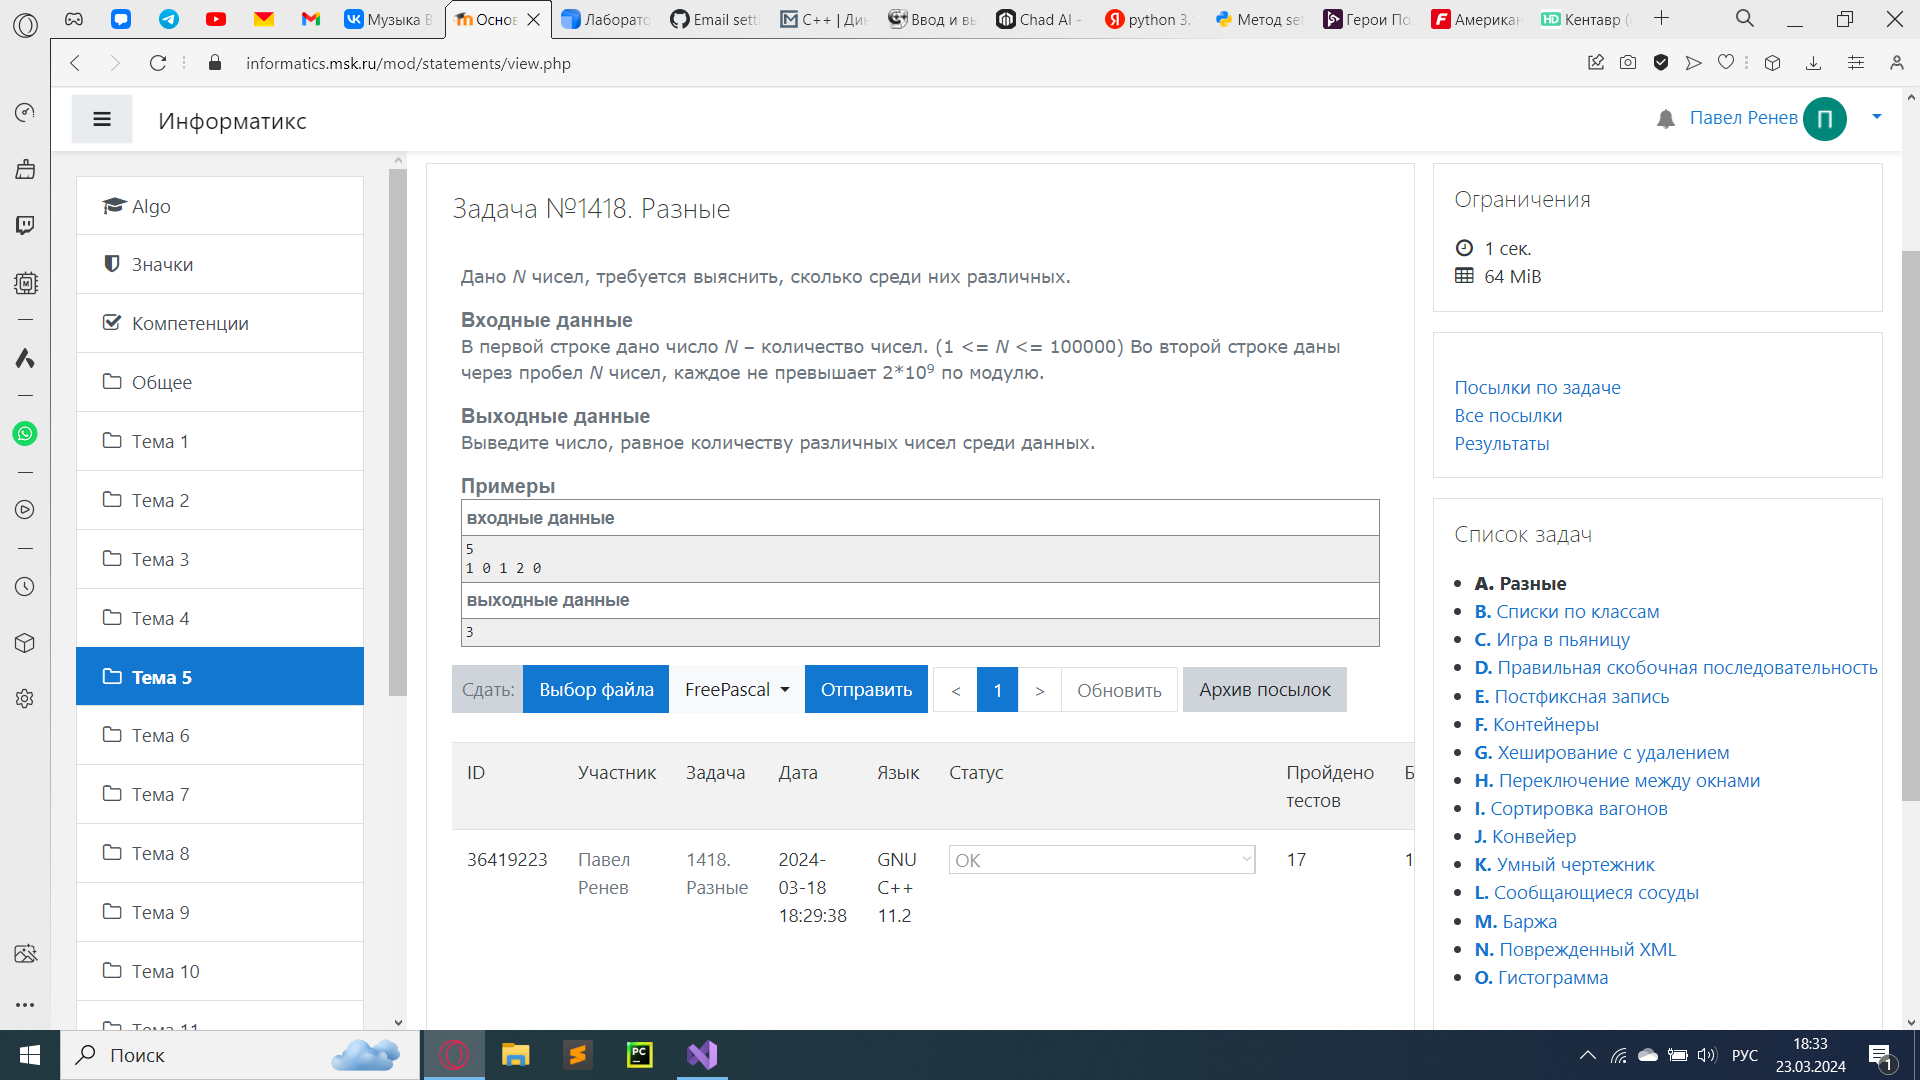 Музыка В
Основ
Лаборато
Email setti
C++ | Дин
Ввод и вы
Chad AI -
python 3.
Метод set
Герои По
Американ
Кентавр (
informatics.msk.ru/mod/statements/view.php
Информатикс
Павел Ренев
П
Algo
Значки
Компетенции
Общее
Тема 1
Тема 2
Тема 3
Тема 4
Тема 5
Тема 6
Тема 7
Тема 8
Тема 9
Тема 10
Тема 11
Задача №1418. Разные
Дано N чисел, требуется выяснить, сколько среди них различных.
Входные данные
В первой строке дано число N – количество чисел. (1 <= N <= 100000) Во второй строке даны
через пробел N чисел, каждое не превышает 2*10⁹ по модулю.
Выходные данные
Выведите число, равное количеству различных чисел среди данных.
Примеры
входные данные
5
1 0 1 2 0
выходные данные
3
Сдать: Выбор файла FreePascal Отправить < 1 > Обновить Архив посылок
ID Участник Задача Дата Язык Статус Пройдено тестов Б
36419223 Павел Ренев 1418. Разные 2024-03-18 18:29:38 GNU C++ 11.2 OK 17 1
Ограничения
1 сек.
64 MiB
Посылки по задаче
Все посылки
Результаты
Список задач
A. Разные
B. Списки по классам
C. Игра в пьяницу
D. Правильная скобочная последовательность
E. Постфиксная запись
F. Контейнеры
G. Хеширование с удалением
H. Переключение между окнами
I. Сортировка вагонов
J. Конвейер
K. Умный чертежник
L. Сообщающиеся сосуды
M. Баржа
N. Поврежденный XML
O. Гистограмма
Поиск
РУС
18:33
23.03.2024
1